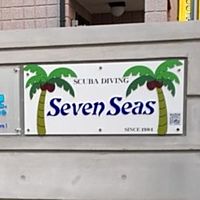 SCUBA DIVING
Seven Seas
SINCE 1984